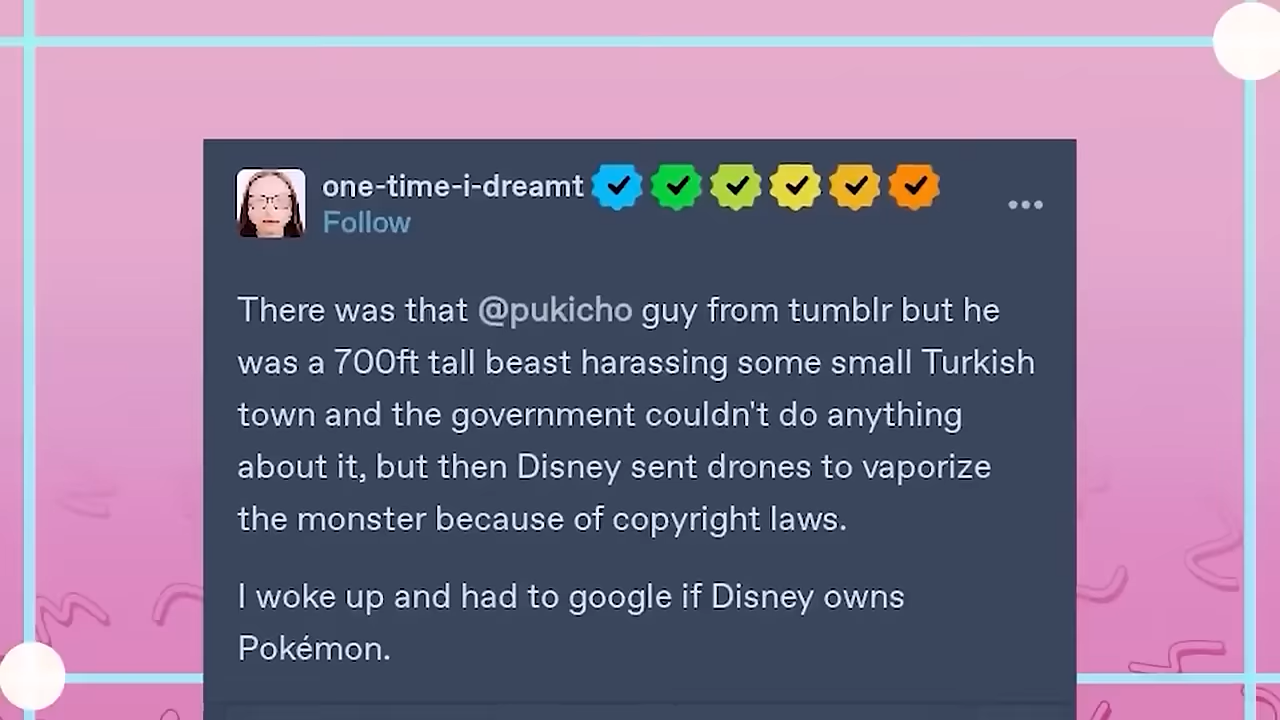 one-time-i-dreamt
Follow
There was that @pukicho guy from tumblr but he
was a 700ft tall beast harassing some small Turkish
town and the government couldn't do anything
about it, but then Disney sent drones to vaporize
the monster because of copyright laws.
I woke up and had to google if Disney owns
Pokémon.